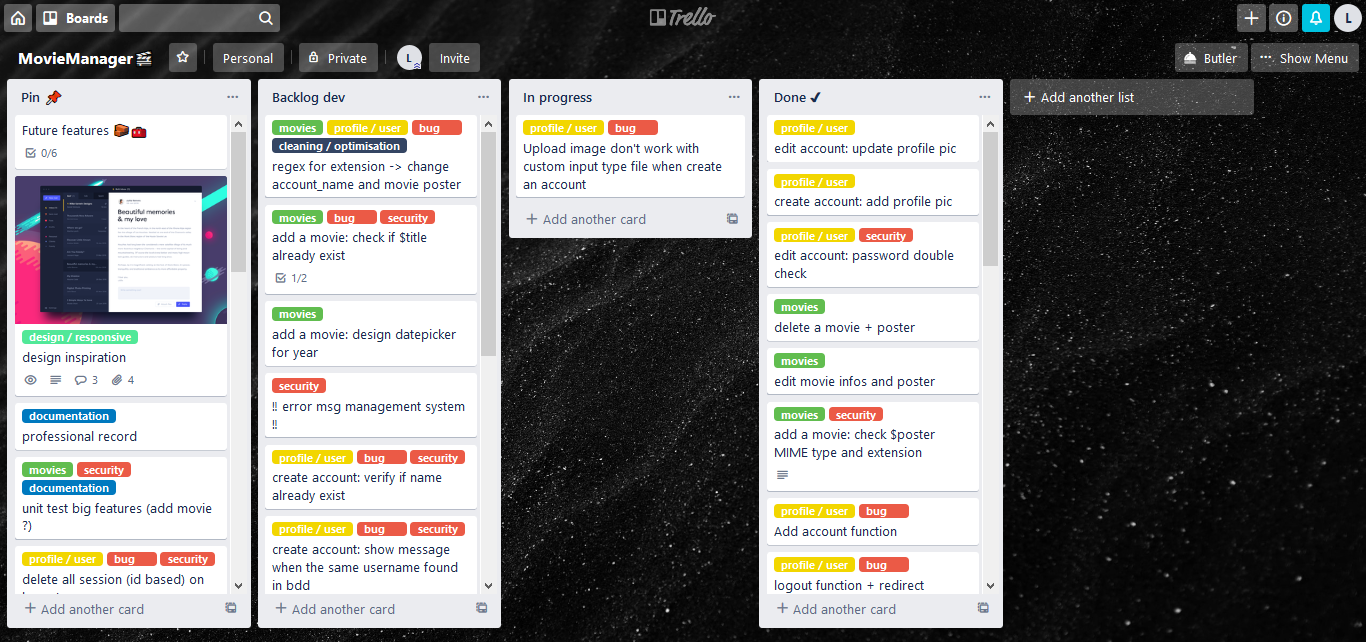 Boards
Trello
L
MovieManager
Personal
Private
L
Invite
Butler
Show Menu
Pin
Future features
0/6
Beautiful memories
& my love
design / responsive
design inspiration
3
4
documentation
professional record
movies security
documentation
unit test big features (add movie
?)
profile / user bug security
delete all session (id based) on
+ Add another card
Backlog dev
movies profile / user bug
cleaning / optimisation
regex for extension -> change
account_name and movie poster
movies bug security
add a movie: check if $title
already exist
1/2
movies
add a movie: design datepicker
for year
security
!! error msg management system
!!
profile / user bug security
create account: verify if name
already exist
profile / user bug security
create account: show message
when the same username found
in bdd
+ Add another card
In progress
profile / user bug
Upload image don't work with
custom input type file when create
an account
+ Add another card
Done ✔
profile / user
edit account: update profile pic
profile / user
create account: add profile pic
profile / user security
edit account: password double
check
movies
delete a movie + poster
movies
edit movie infos and poster
movies security
add a movie: check $poster
MIME type and extension
profile / user bug
Add account function
profile / user bug
logout function + redirect
+ Add another card
+ Add another list